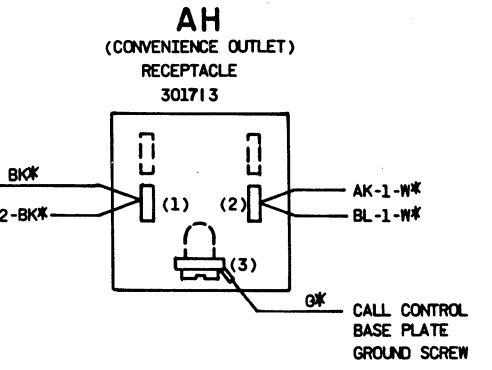 AH
(CONVENIENCE OUTLET)
RECEPTACLE
301713
BK*
2-BK*
(1)
(2)
AK-1-W*
BL-1-W*
(3)
G*
CALL CONTROL
BASE PLATE
GROUND SCREW